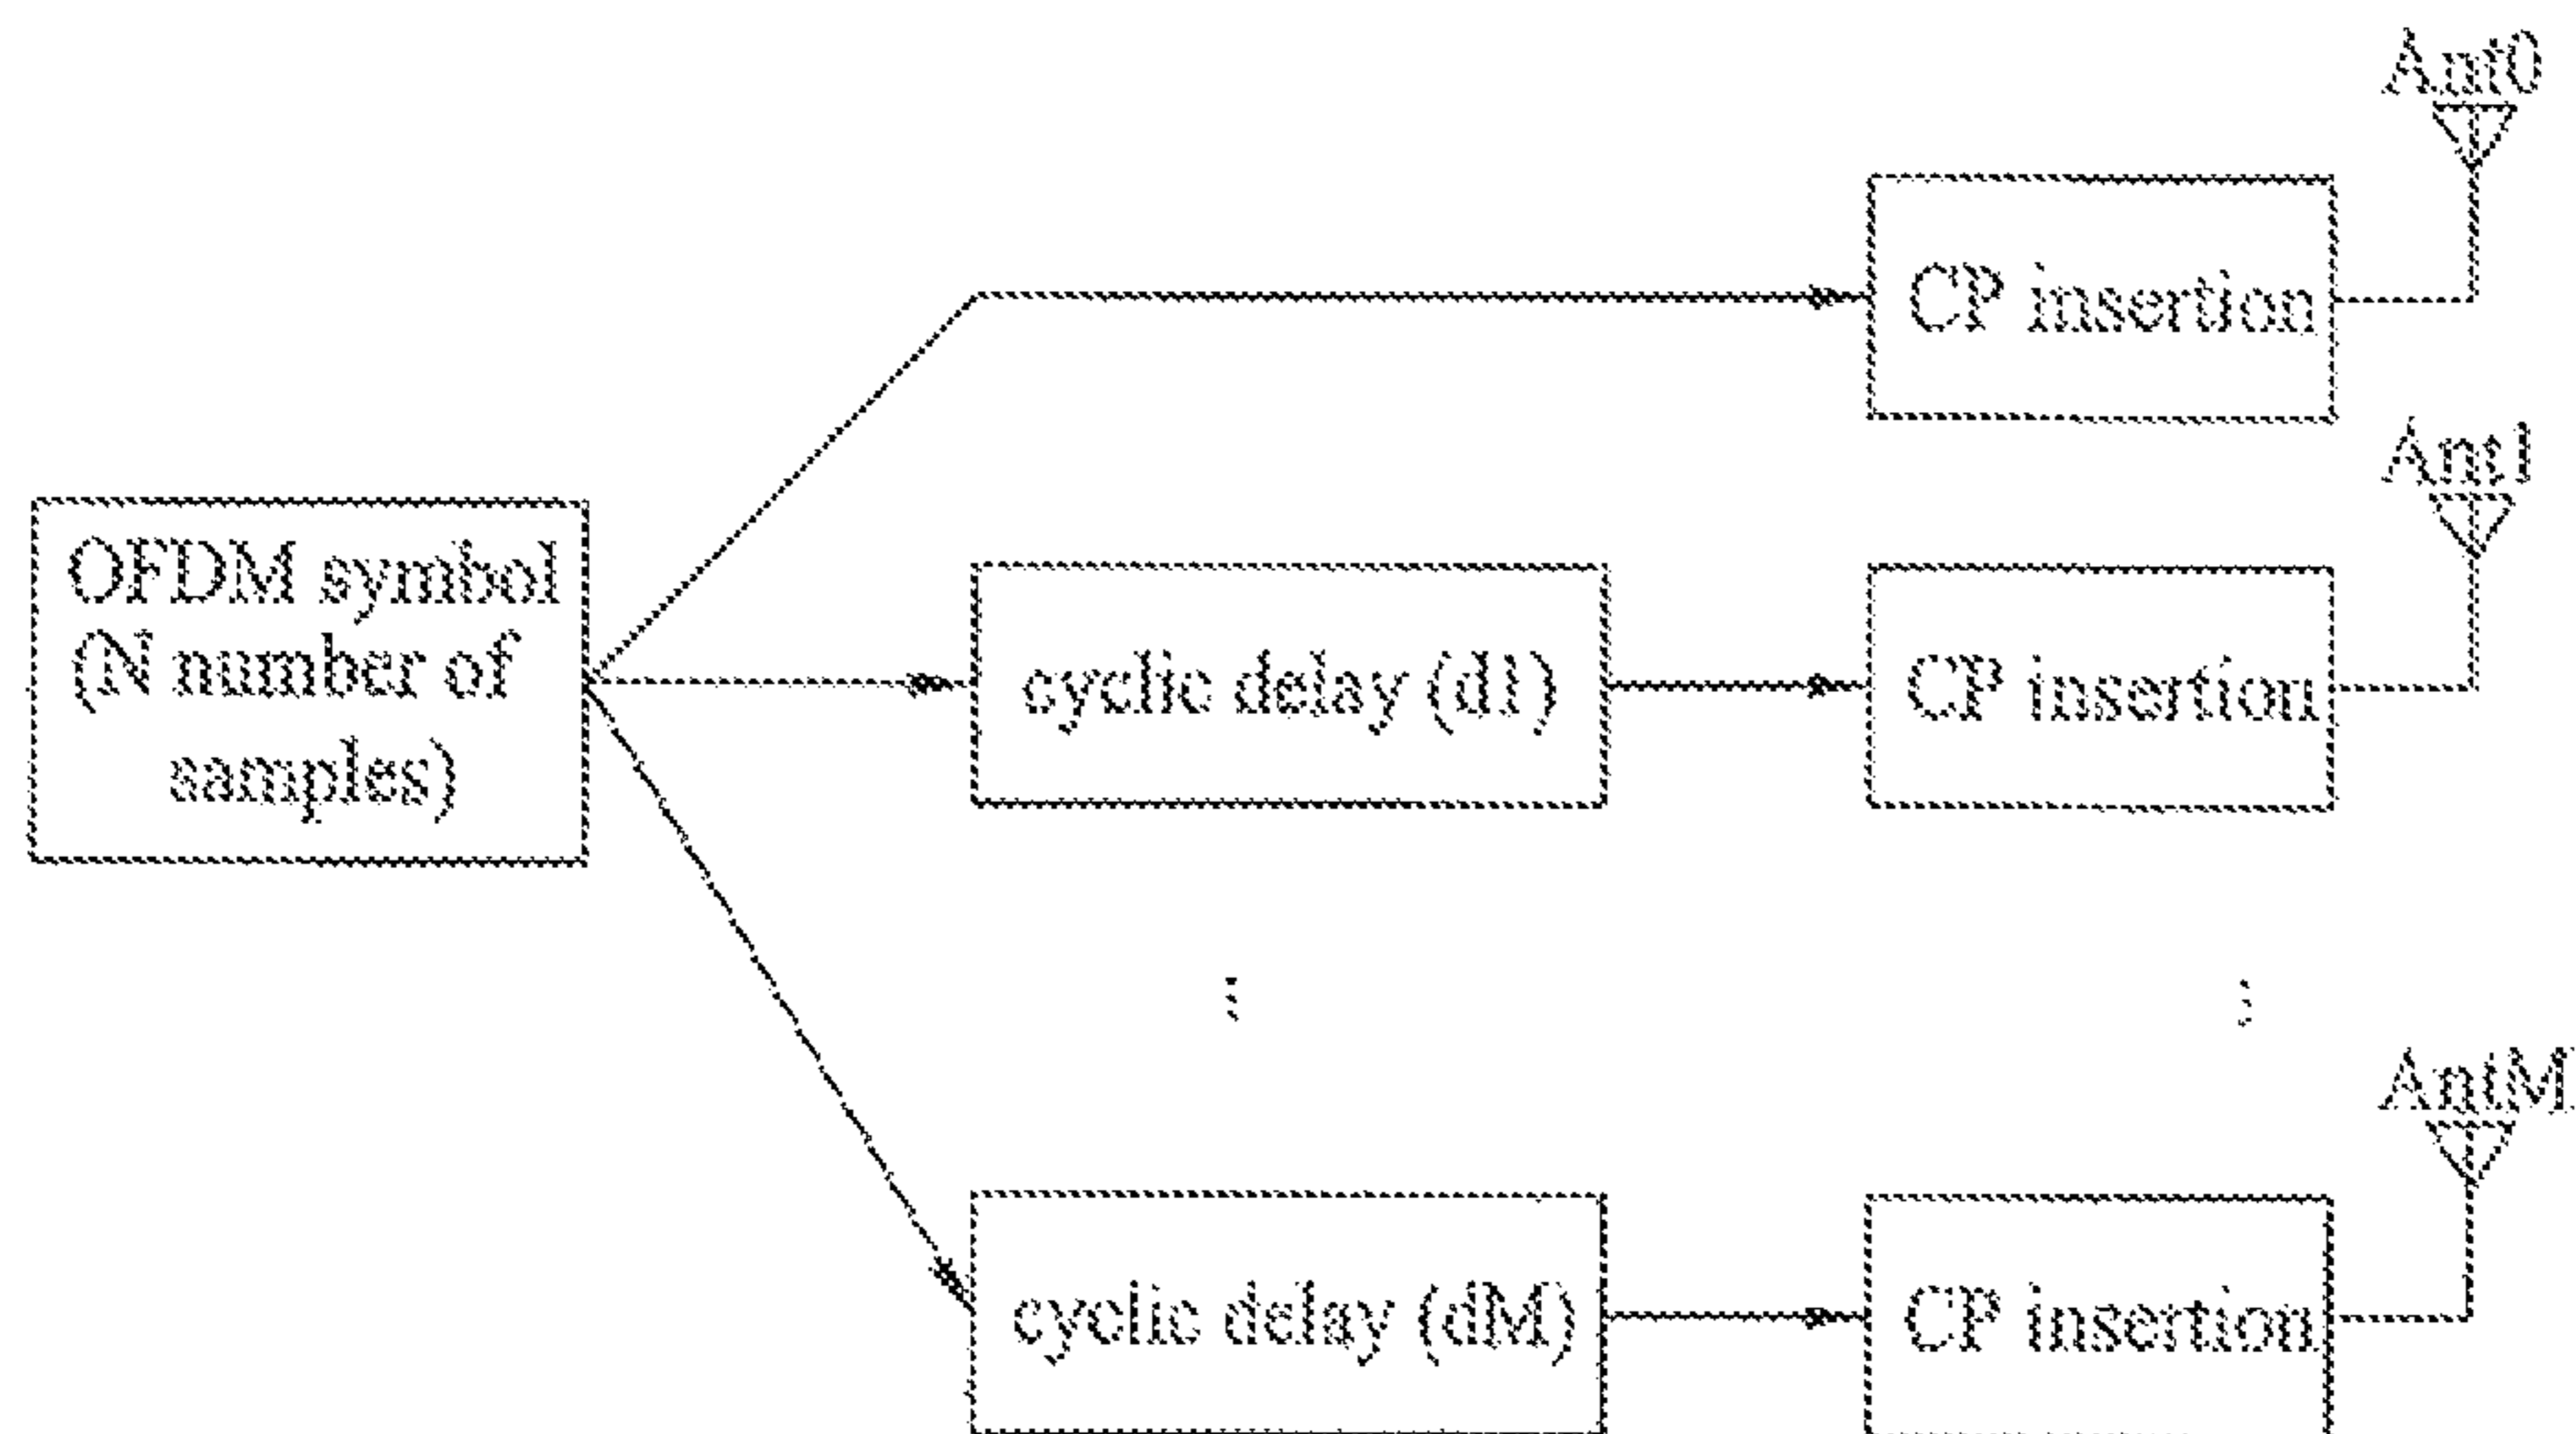 Ant0
CP insertion
Ant1
OFDM symbol
(N number of
samples)
cyclic delay (d1)
CP insertion
AntM
cyclic delay (dM)
CP insertion